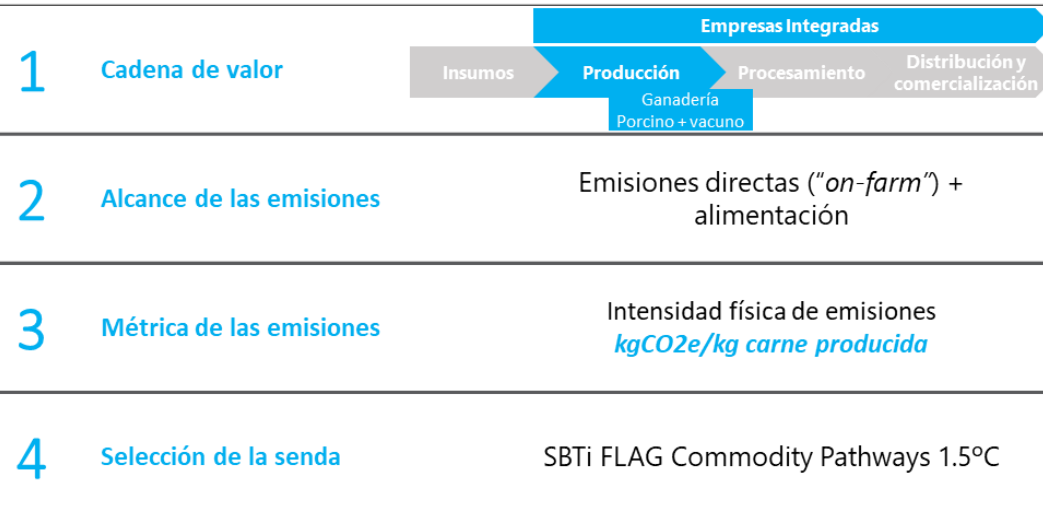 Empresas Integradas
1
Cadena de valor
Insumos
Producción
Procesamiento
Distribución y
comercialización
Ganadería
Porcino + vacuno
2
Alcance de las emisiones
Emisiones directas (“on-farm”) +
alimentación
3
Métrica de las emisiones
Intensidad física de emisiones
kgCO2e/kg carne producida
4
Selección de la senda
SBTi FLAG Commodity Pathways 1.5ºC